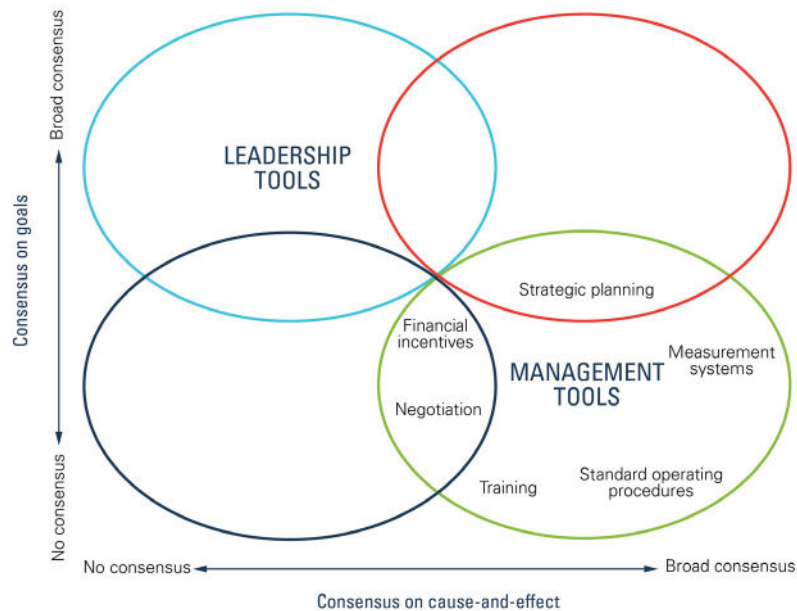 Broad consensus
Consensus on goals
No consensus
LEADERSHIP
TOOLS
Strategic planning
Financial
incentives
Measurement
systems
MANAGEMENT
TOOLS
Negotiation
Training
Standard operating
procedures
No consensus
Broad consensus
Consensus on cause-and-effect